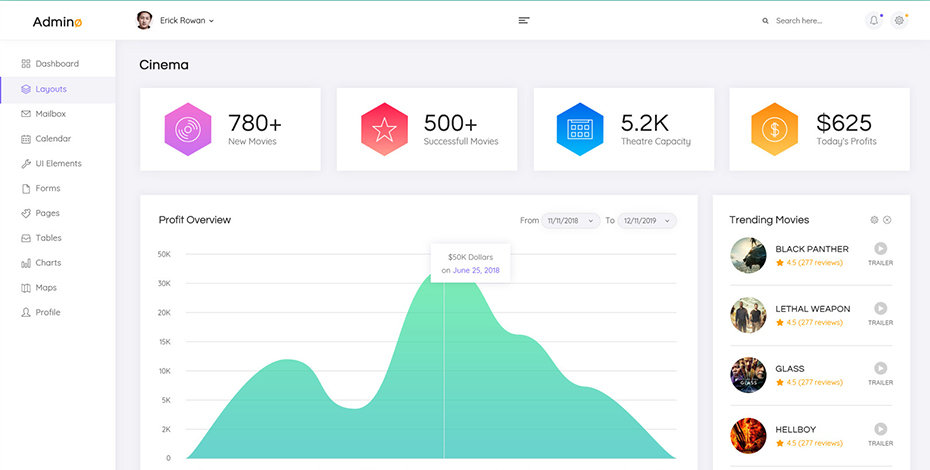 Adminø
Erick Rowan
Search here...
Dashboard
Layouts
Mailbox
Calendar
UI Elements
Forms
Pages
Tables
Charts
Maps
Profile
Cinema
780+
New Movies
500+
Successfull Movies
5.2K
Theatre Capacity
$625
Today's Profits
Profit Overview
From 11/11/2018 To 12/11/2019
$50K Dollars
on June 25, 2018
50K
30K
20K
15K
10K
5K
2K
0
Trending Movies
BLACK PANTHER
4.5 (277 reviews)
TRAILER
LETHAL WEAPON
4.5 (277 reviews)
TRAILER
GLASS
GLASS
4.5 (277 reviews)
TRAILER
HELLBOY
4.5 (277 reviews)
TRAILER